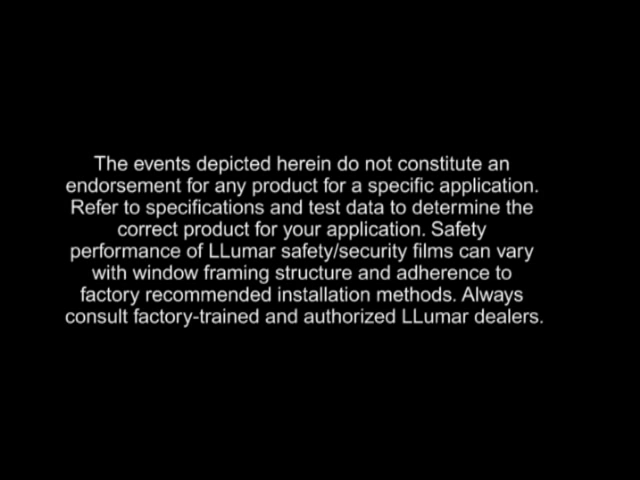 The events depicted herein do not constitute an
endorsement for any product for a specific application.
Refer to specifications and test data to determine the
correct product for your application. Safety
performance of LLumar safety/security films can vary
with window framing structure and adherence to
factory recommended installation methods. Always
consult factory-trained and authorized LLumar dealers.